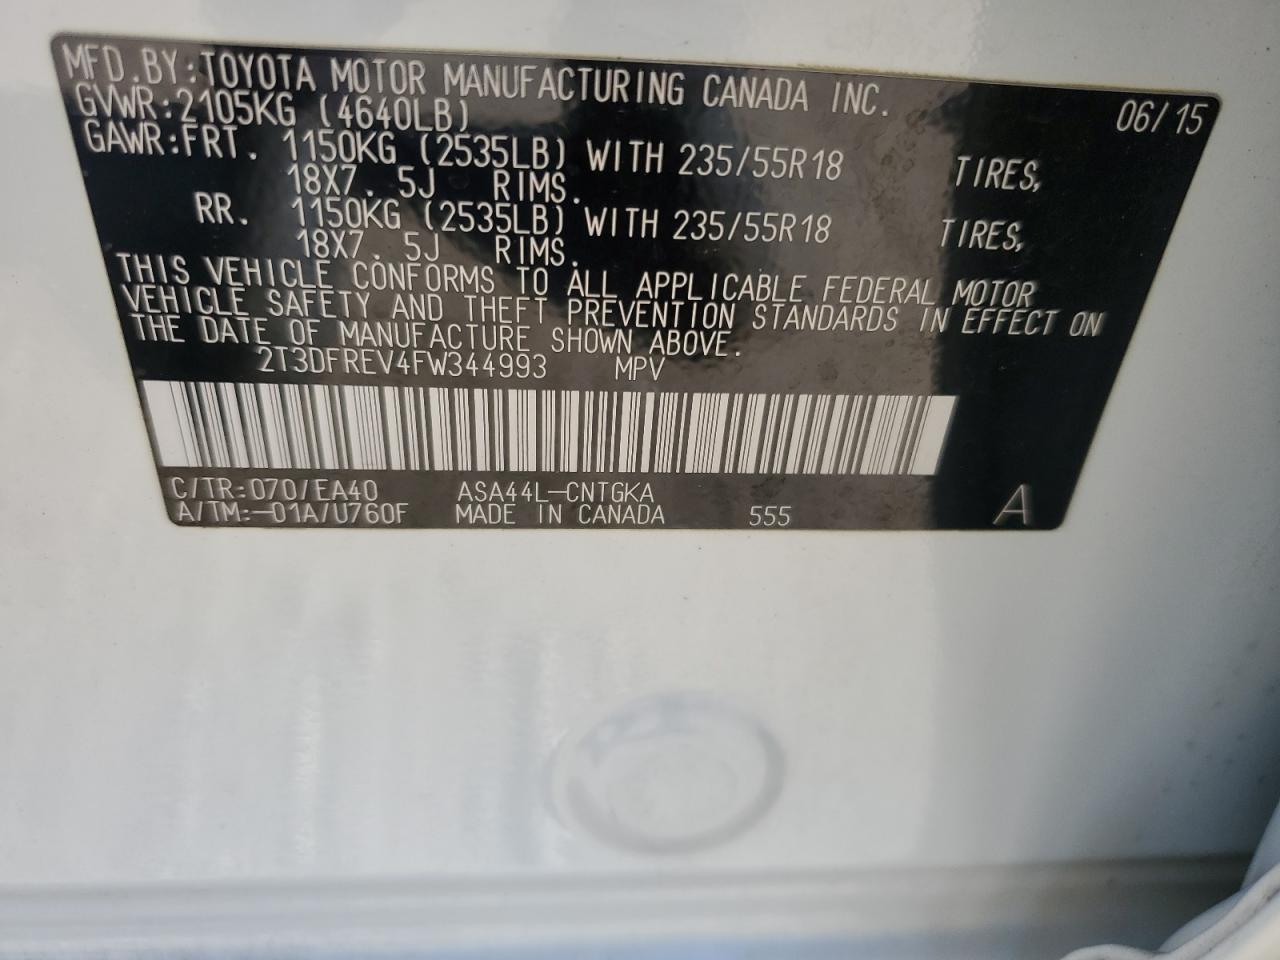 MFD.BY:TOYOTA MOTOR MANUFACTURING CANADA INC. 06/15
GVWR:2105KG (4640LB)
GAWR:FRT. 1150KG (2535LB) WITH 235/55R18 TIRES,
18X7.5J RIMS.
RR. 1150KG (2535LB) WITH 235/55R18 TIRES,
18X7.5J RIMS.
THIS VEHICLE CONFORMS TO ALL APPLICABLE FEDERAL MOTOR
VEHICLE SAFETY AND THEFT PREVENTION STANDARDS IN EFFECT ON
THE DATE OF MANUFACTURE SHOWN ABOVE.
2T3DFREV4FW344993 MPV
C/TR:070/EA40 ASA44L-CNTGKA
A/TM:-01A/U760F MADE IN CANADA 555 A